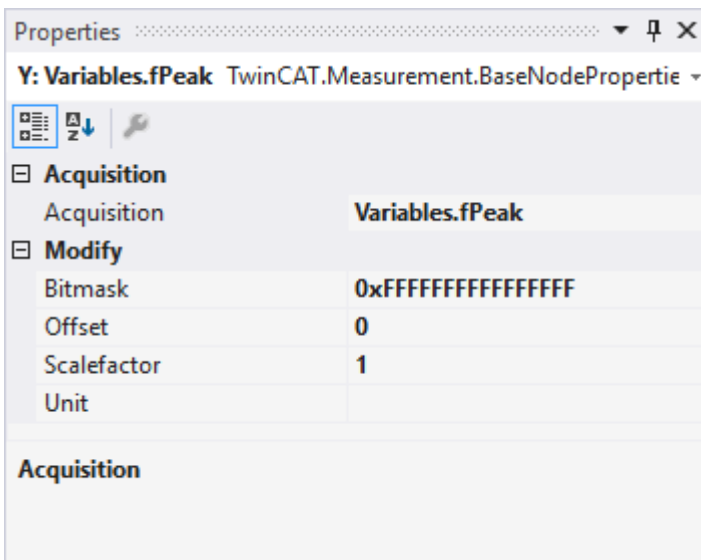 Properties
Y: Variables.fPeak TwinCAT.Measurement.BaseNodePropertie
Acquisition
Acquisition Variables.fPeak
Modify
Bitmask 0xFFFFFFFFFFFFFFFF
Offset 0
Scalefactor 1
Unit
Acquisition